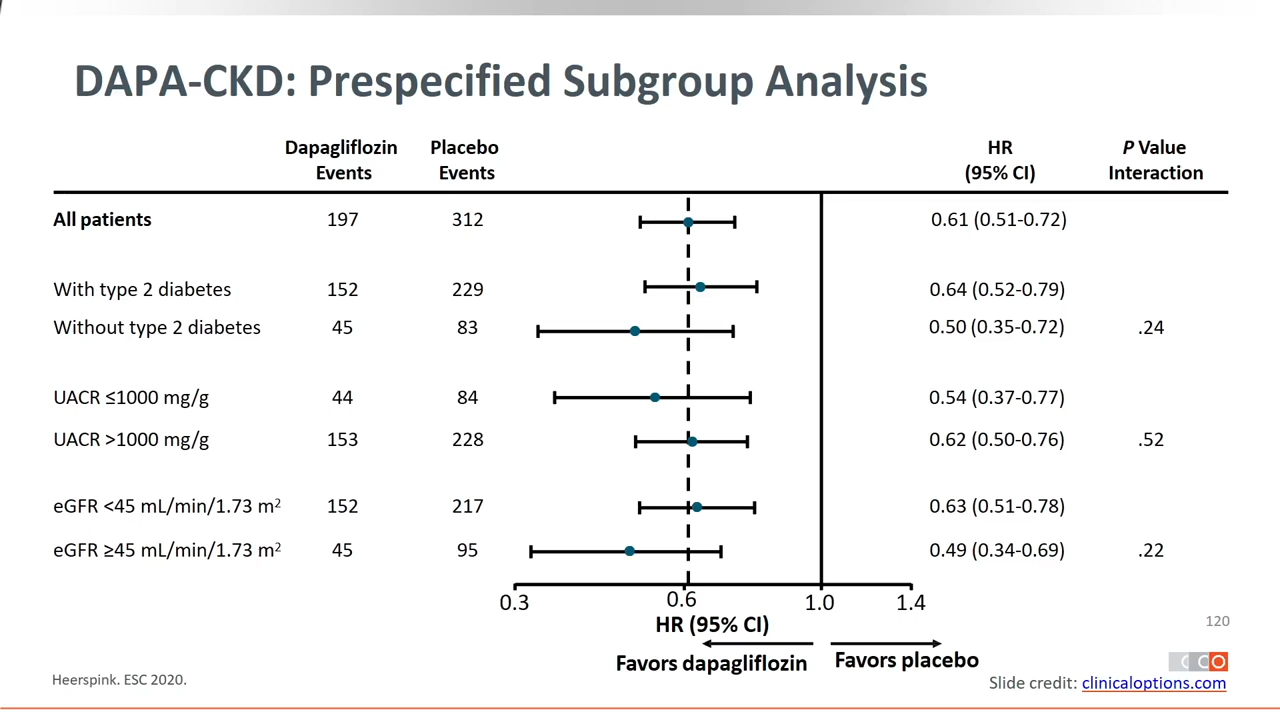 DAPA-CKD: Prespecified Subgroup Analysis
Dapagliflozin Events Placebo Events HR (95% CI) P Value Interaction
All patients 197 312 0.61 (0.51-0.72)
With type 2 diabetes 152 229 0.64 (0.52-0.79)
Without type 2 diabetes 45 83 0.50 (0.35-0.72) .24
UACR ≤1000 mg/g 44 84 0.54 (0.37-0.77)
UACR >1000 mg/g 153 228 0.62 (0.50-0.76) .52
eGFR <45 mL/min/1.73 m² 152 217 0.63 (0.51-0.78)
eGFR ≥45 mL/min/1.73 m² 45 95 0.49 (0.34-0.69) .22
0.3 0.6 1.0 1.4
HR (95% CI)
Favors dapagliflozin Favors placebo
120
CCO
Heerspink. ESC 2020.
Slide credit: clinicaloptions.com